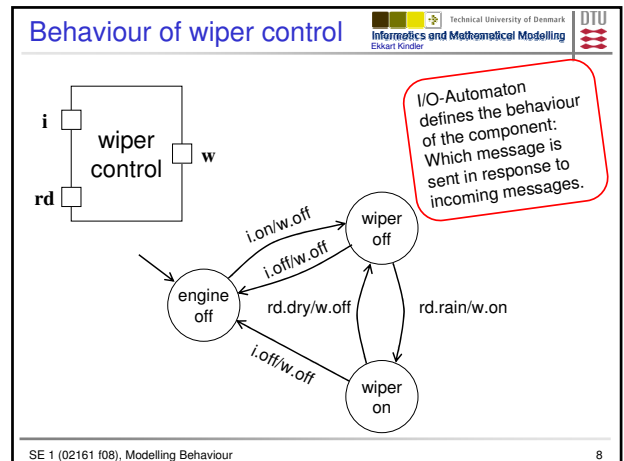 Behaviour of wiper control
Technical University of Denmark
DTU
Informatics and Mathematical Modelling
Ekkart Kindler
i
rd
wiper
control
w
I/O-Automaton
defines the behaviour
of the component:
Which message is
sent in response to
incoming messages.
i.on/w.off
i.off/w.off
wiper
off
engine
off
rd.dry/w.off
rd.rain/w.on
i.off/w.off
wiper
on
SE 1 (02161 f08), Modelling Behaviour
8